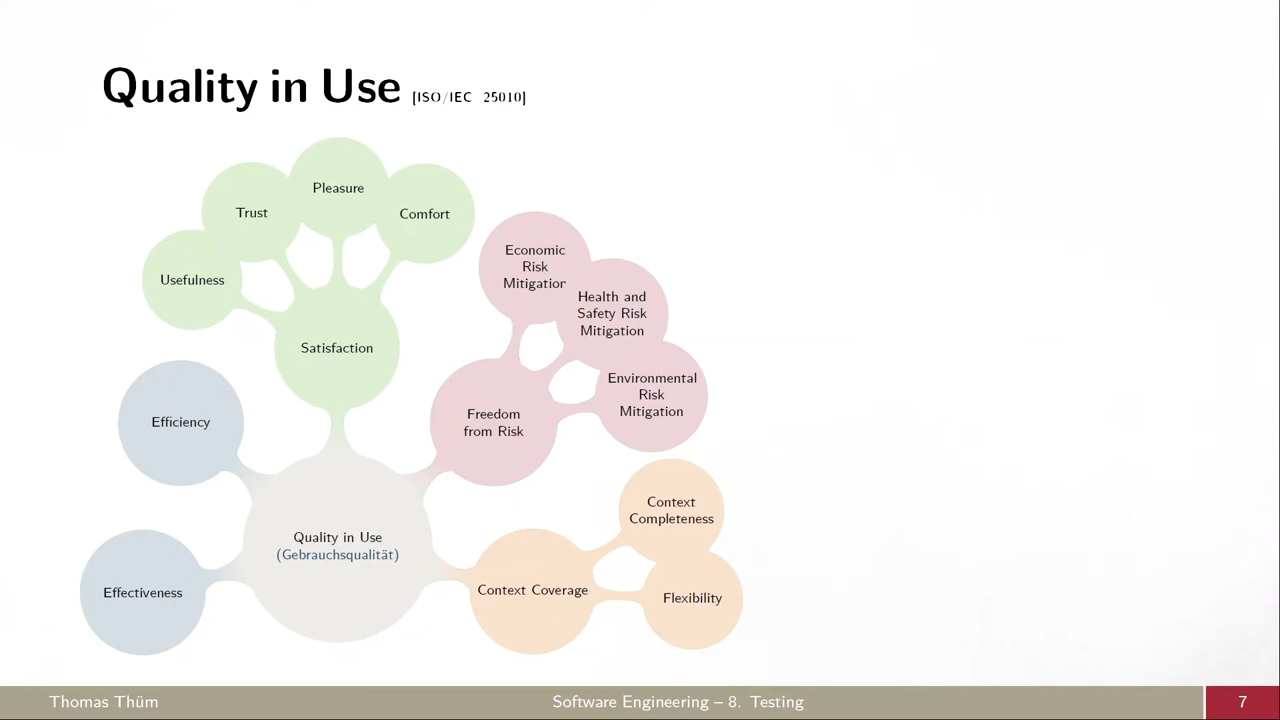 Quality in Use [ISO/IEC 25010]
Pleasure
Trust
Comfort
Usefulness
Satisfaction
Economic
Risk
Mitigation
Health and
Safety Risk
Mitigation
Environmental
Risk
Mitigation
Freedom
from Risk
Efficiency
Context
Completeness
Quality in Use
(Gebrauchsqualität)
Effectiveness
Context Coverage
Flexibility
Thomas Thüm
Software Engineering – 8. Testing
7